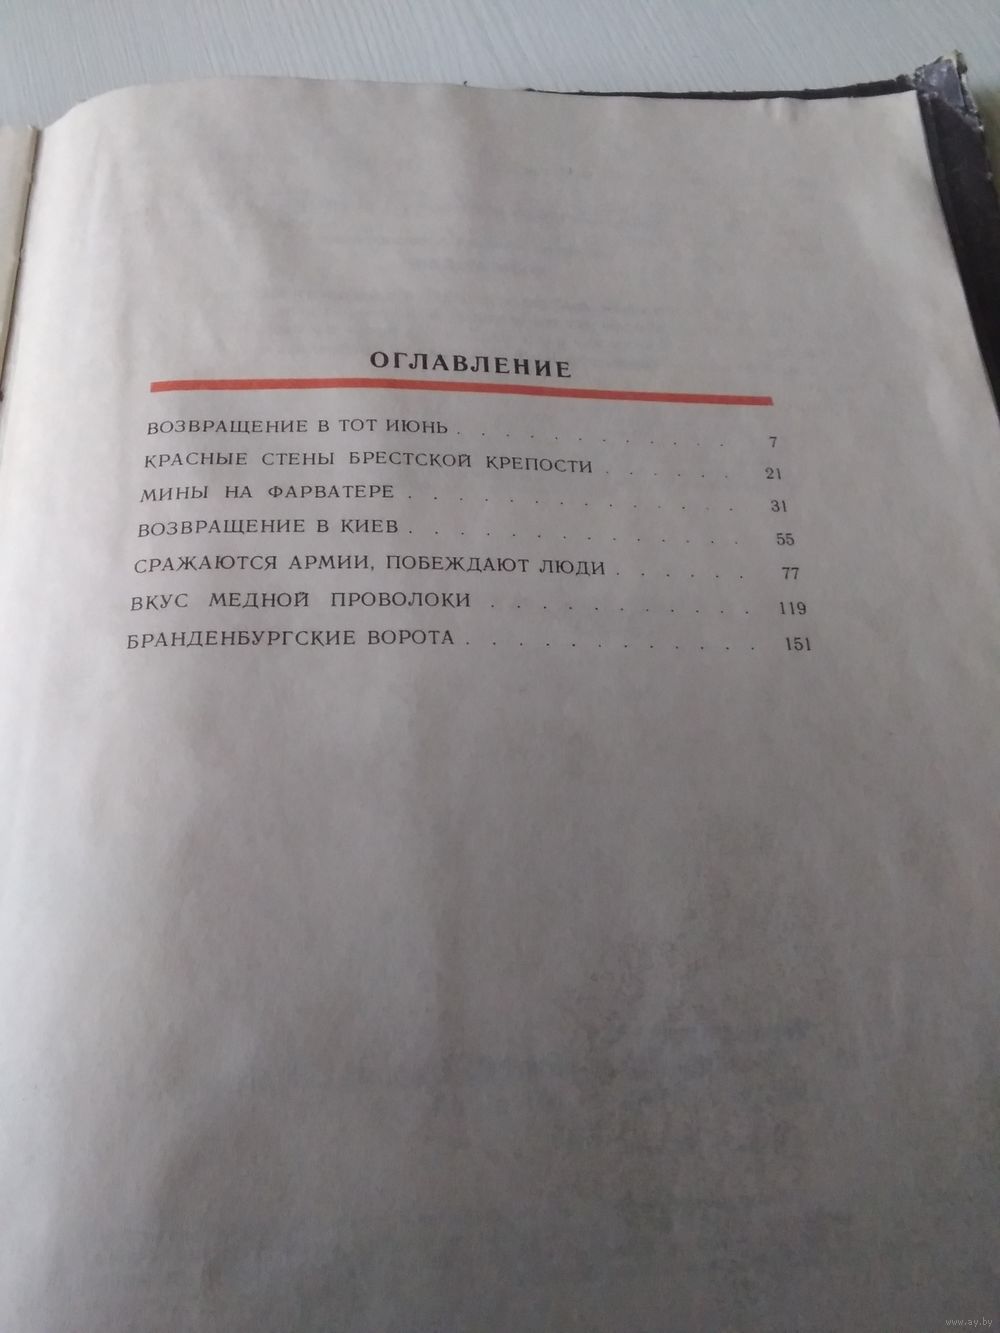 ОГЛАВЛЕНИЕ
ВОЗВРАЩЕНИЕ В ТОТ ИЮНЬ . . . . . . . . . . 7
КРАСНЫЕ СТЕНЫ БРЕСТСКОЙ КРЕПОСТИ . . . . . . 21
МИНЫ НА ФАРВАТЕРЕ . . . . . . . . . . . . 31
ВОЗВРАЩЕНИЕ В КИЕВ . . . . . . . . . . . . 55
СРАЖАЮТСЯ АРМИИ, ПОБЕЖДАЮТ ЛЮДИ . . . . . . 77
ВКУС МЕДНОЙ ПРОВОЛОКИ . . . . . . . . . . . 119
БРАНДЕНБУРГСКИЕ ВОРОТА . . . . . . . . . . . . 151
www.ay.by